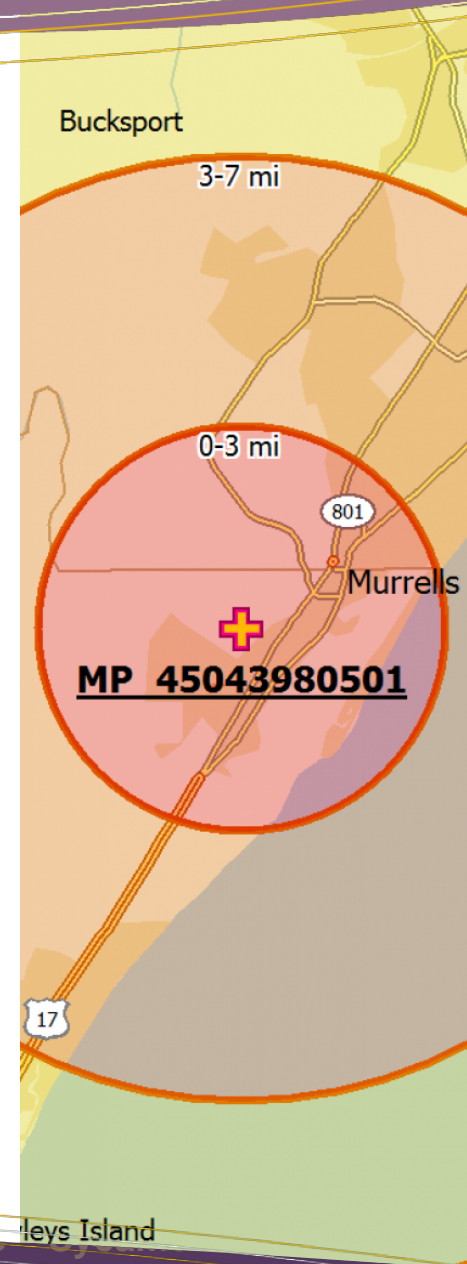 Bucksport
3-7 mi
0-3 mi
801
Murrells
MP 45043980501
17
leys Island